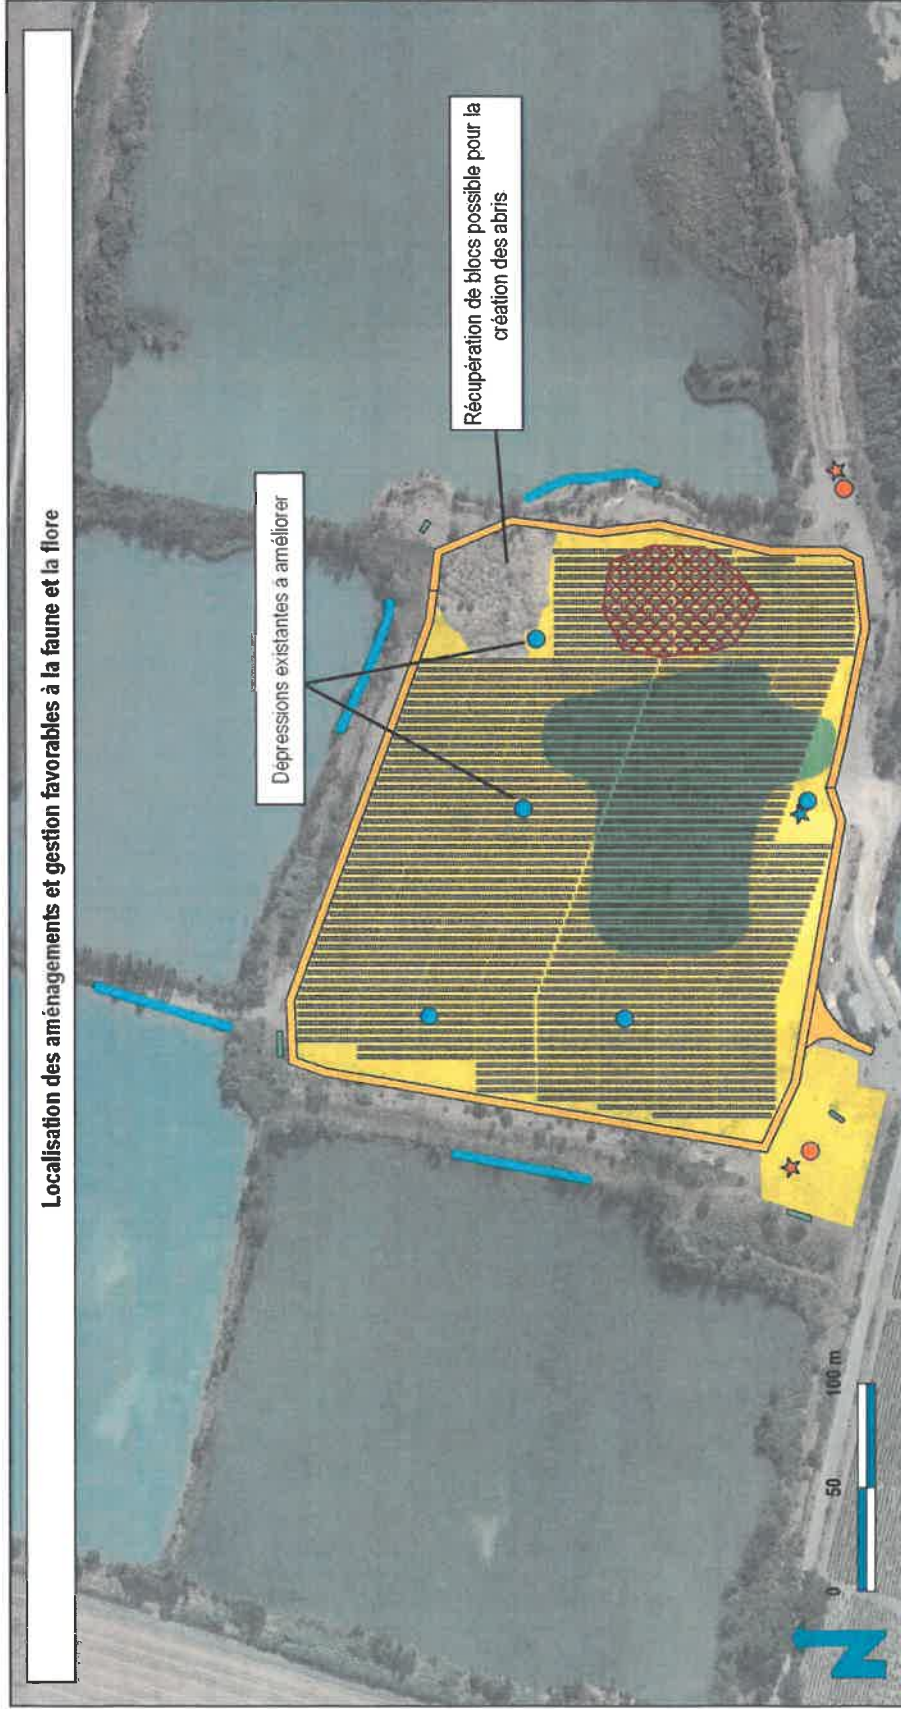 Localisation des aménagements et gestion favorables à la faune et la flore
Dépressions existantes à améliorer
Récupération de blocs possible pour la
création des abris
0
50
100 m
N